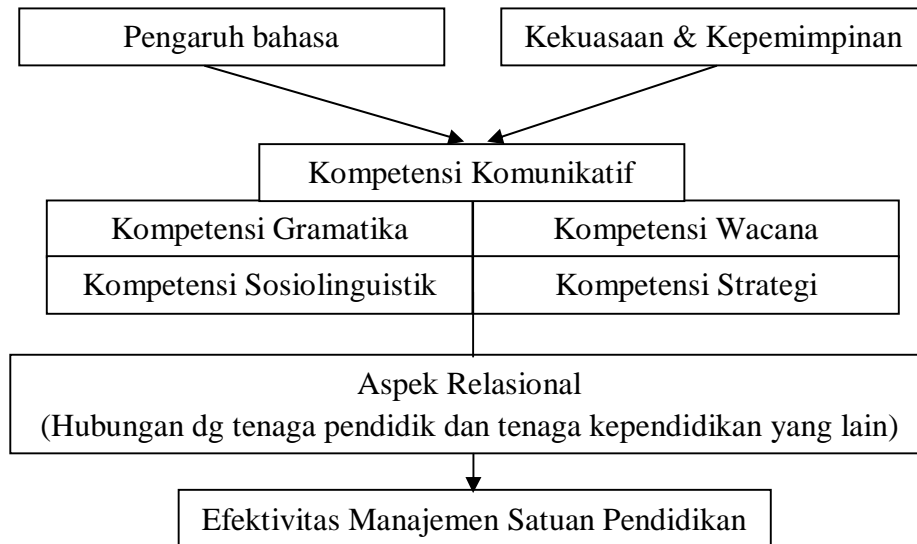 Pengaruh bahasa
Kekuasaan & Kepemimpinan
Kompetensi Komunikatif
Kompetensi Gramatika
Kompetensi Wacana
Kompetensi Sosiolinguistik
Kompetensi Strategi
Aspek Relasional
(Hubungan dg tenaga pendidik dan tenaga kependidikan yang lain)
Efektivitas Manajemen Satuan Pendidikan